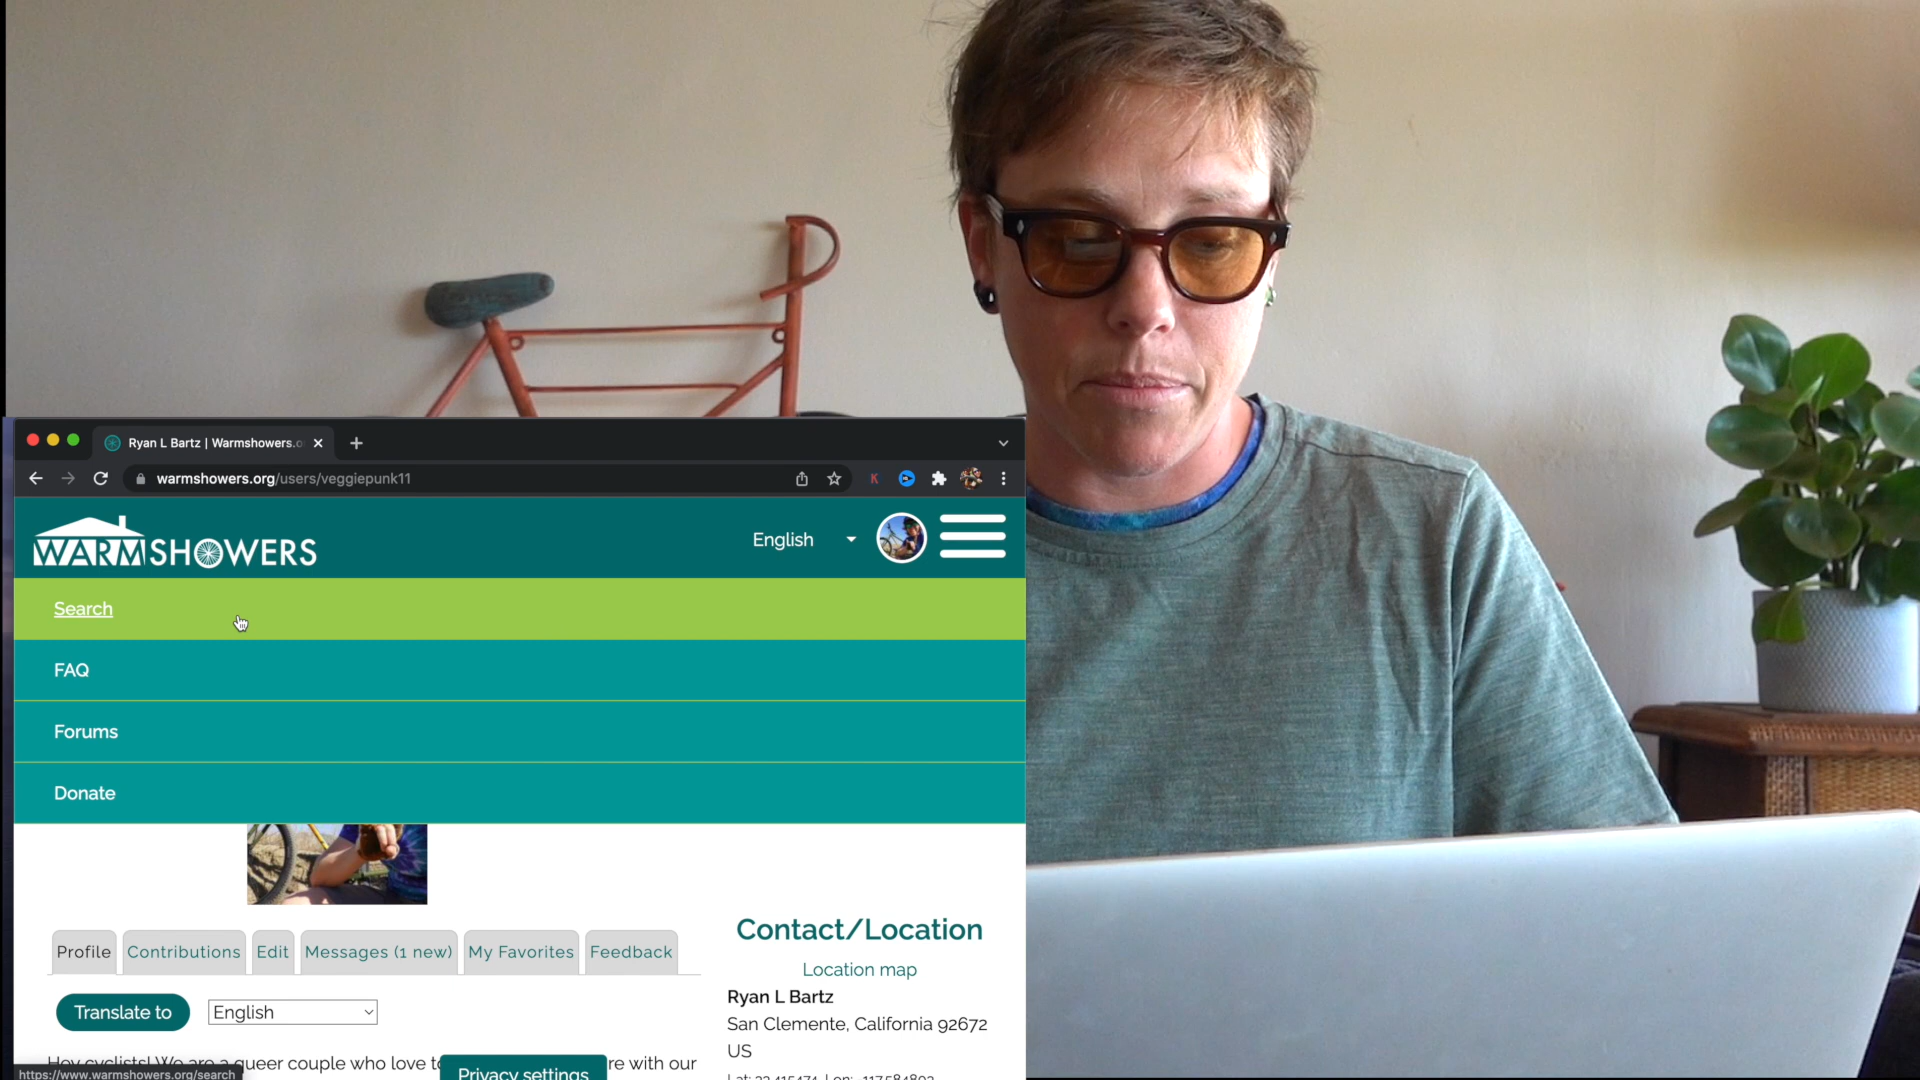 Ryan L Bartz | Warmshowers.o
warmshowers.org/users/veggiepunk11
K
WARMSHOWERS
English
Search
FAQ
Forums
Donate
Profile
Contributions
Edit
Messages (1 new)
My Favorites
Feedback
Contact/Location
Location map
Ryan L Bartz
San Clemente, California 92672
US
Translate to
English
Hey cyclists! We are a queer couple who love t re with our
Privacy settings
https://www.warmshowers.org/search